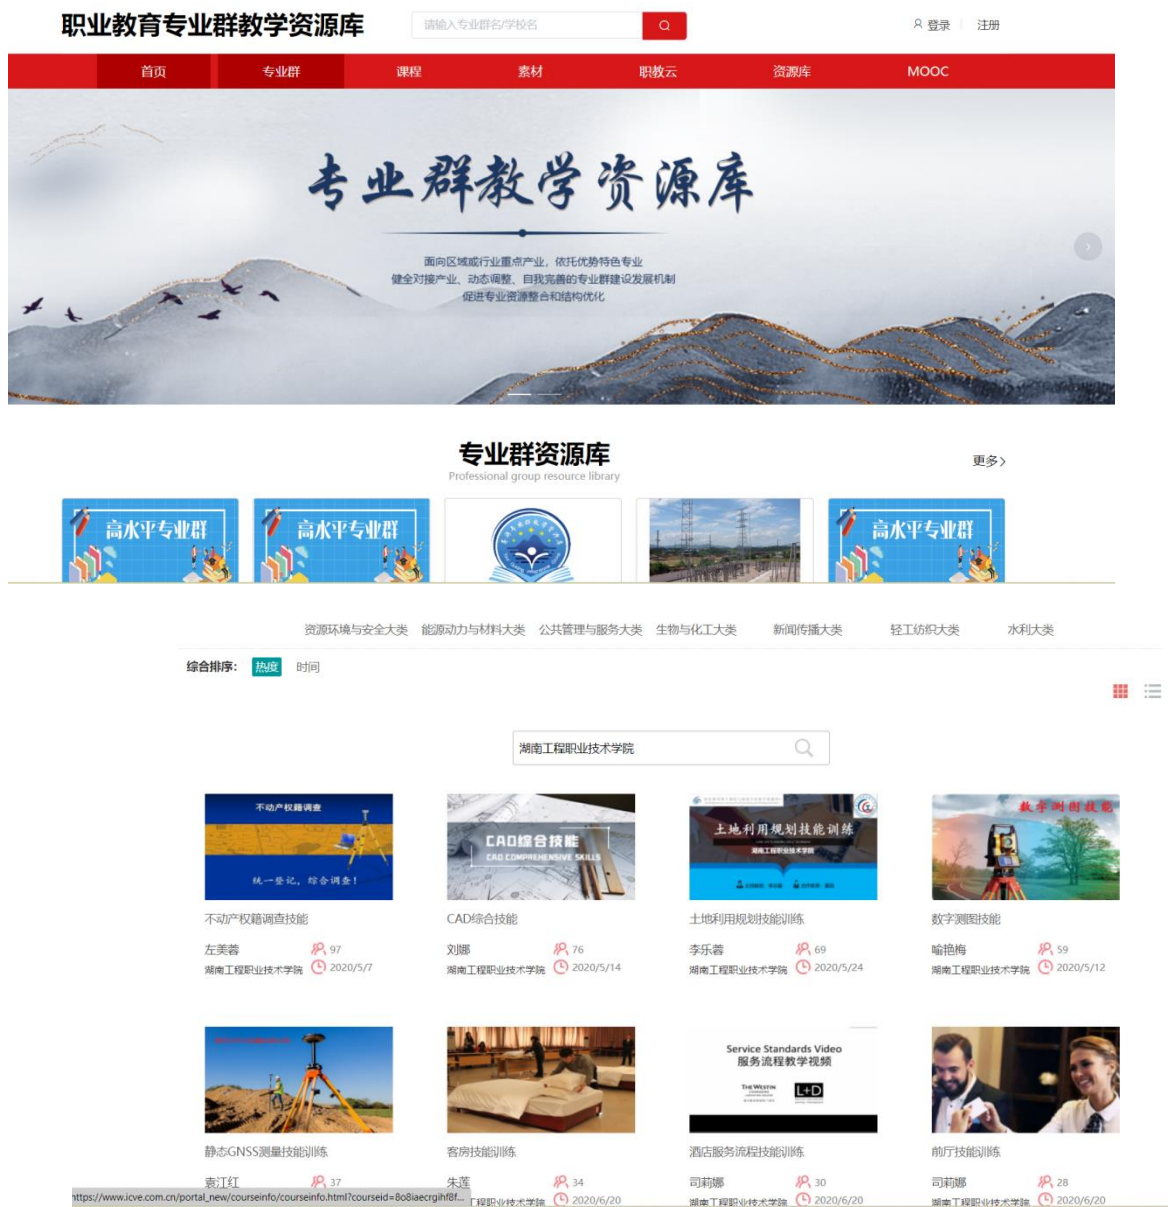 职业教育专业群教学资源库
请输入专业群名/学校名
登录 注册
首页 专业群 课程 素材 职教云 资源库 MOOC
专业群教学资源库
面向区域或行业重点产业，依托优势特色专业
健全对接产业、动态调整、自我完善的专业群建设发展机制
促进专业资源整合和结构优化
专业群资源库
Professional group resource library
更多>
高水平专业群 高水平专业群 高水平专业群
资源环境与安全大类 能源动力与材料大类 公共管理与服务大类 生物与化工大类 新闻传播大类 轻工纺织大类 水利大类
综合排序： 热度 时间
湖南工程职业技术学院
不动产权籍调查
统一登记，综合调查！
CAD综合技能
CAD COMPREHENSIVE SKILLS
土地利用规划技能训练
湖南工程职业技术学院
数字测图技能
不动产权籍调查技能 CAD综合技能 土地利用规划技能训练 数字测图技能
左美蓉 97 刘娜 76 李乐蓉 69 喻艳梅 59
湖南工程职业技术学院 2020/5/7 湖南工程职业技术学院 2020/5/14 湖南工程职业技术学院 2020/5/24 湖南工程职业技术学院 2020/5/12
Service Standards Video
服务流程教学视频
THE WESTIN
L+D
静态GNSS测量技能训练 客房技能训练 酒店服务流程技能训练 前厅技能训练
袁江红 37 朱莲 34 司莉娜 30 司莉娜 28
https://www.icve.com.cn/portal_new/courseinfo/courseinfo.html?courseid=8o8iaecrgihf8f...
工程职业技术学院 2020/6/20 湖南工程职业技术学院 2020/6/20 湖南工程职业技术学院 2020/6/20